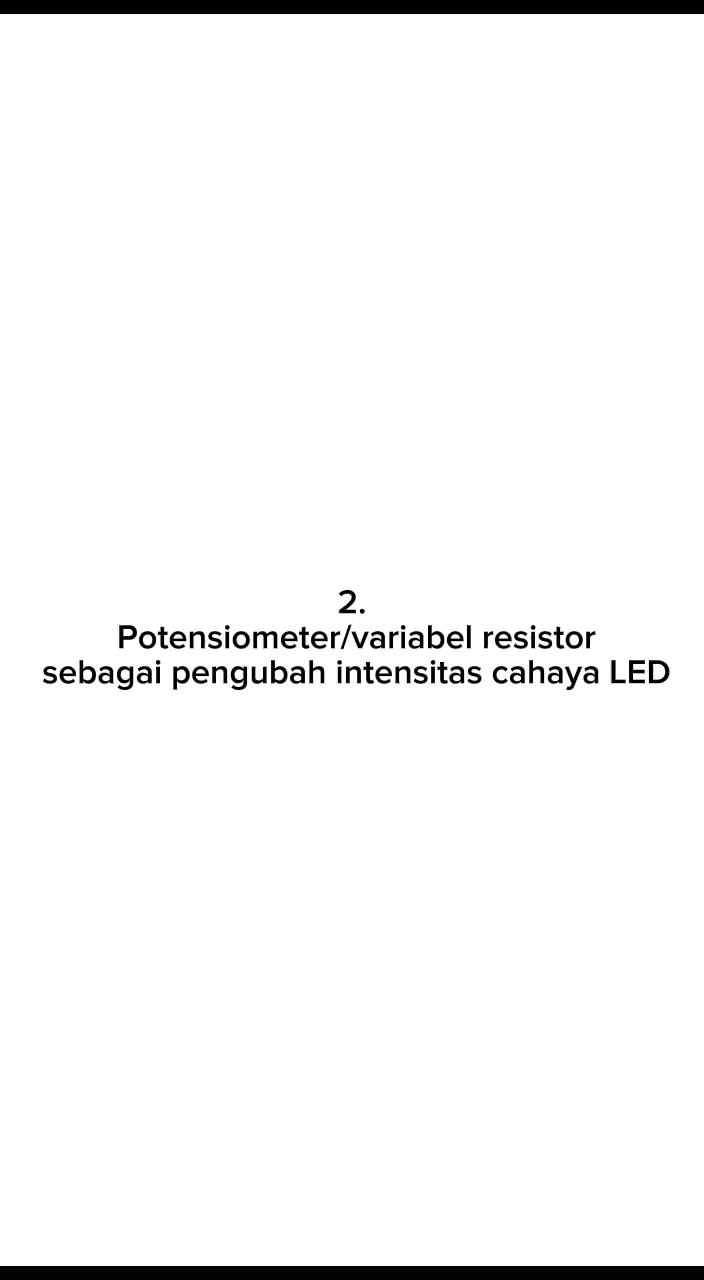 2.
Potensiometer/variabel resistor
sebagai pengubah intensitas cahaya LED